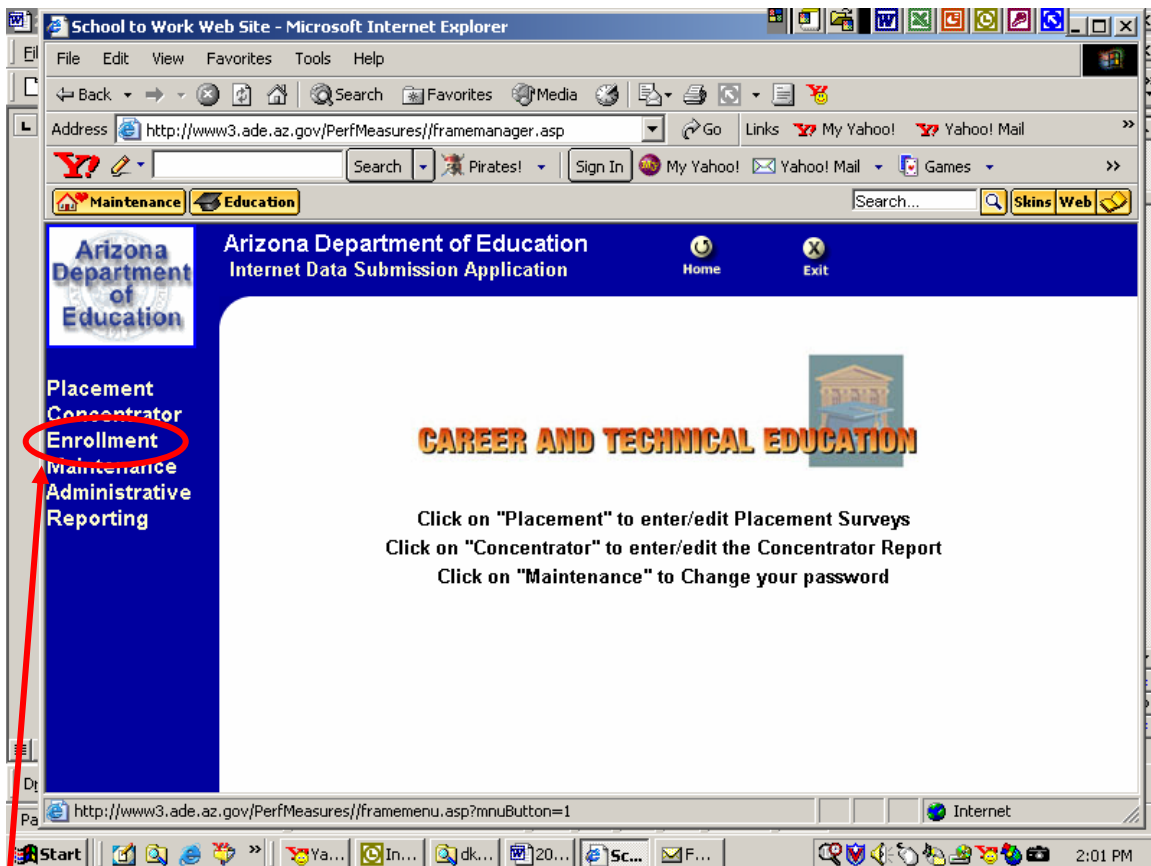 School to Work Web Site - Microsoft Internet Explorer
File Edit View Favorites Tools Help
Back Search Favorites Media
Address http://www3.ade.az.gov/PerfMeasures//framemanager.asp Go Links My Yahoo! Yahoo! Mail »
Y! Search Pirates! Sign In My Yahoo! Yahoo! Mail Games »
Maintenance Education Search... Skins Web
Arizona
Department
of
Education
Arizona Department of Education
Internet Data Submission Application
Home
Exit
Placement
Concentrator
Enrollment
Maintenance
Administrative
Reporting
CAREER AND TECHNICAL EDUCATION
Click on "Placement" to enter/edit Placement Surveys
Click on "Concentrator" to enter/edit the Concentrator Report
Click on "Maintenance" to Change your password
http://www3.ade.az.gov/PerfMeasures//framemenu.asp?mnuButton=1 Internet
Start » Ya... In... dk... 20... Sc... F... 2:01 PM